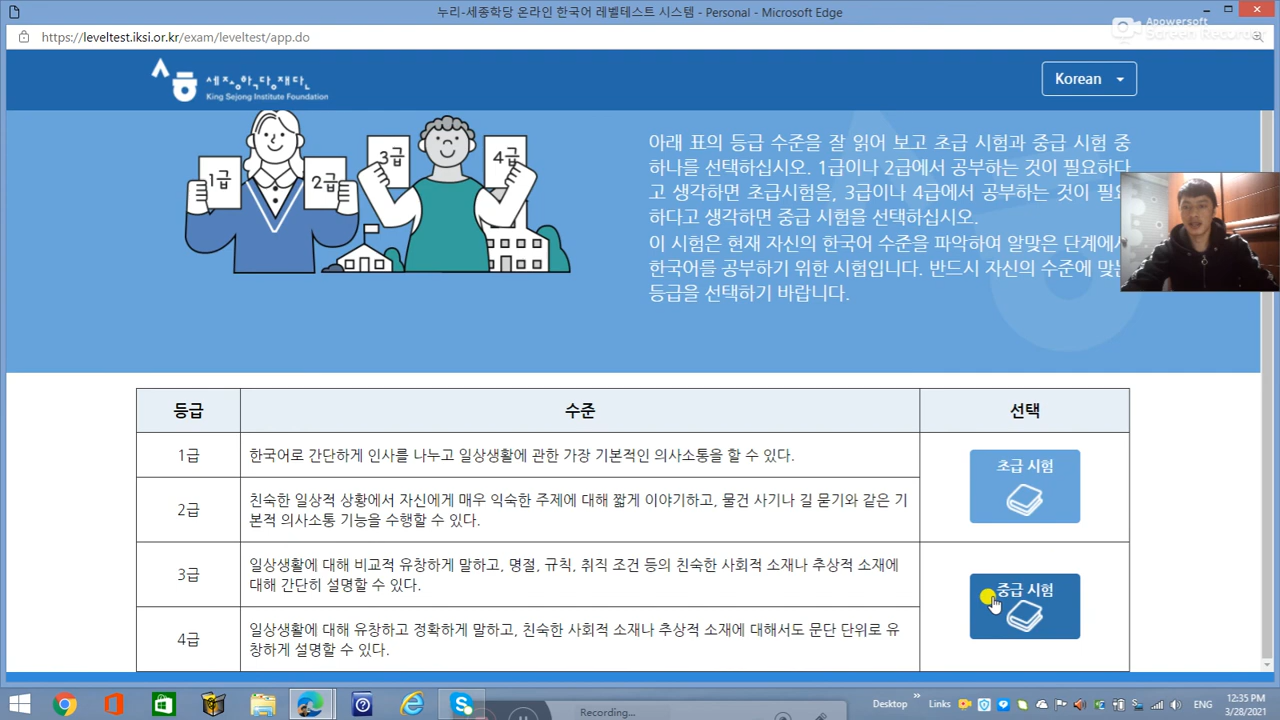 누리-세종학당 온라인 한국어 레벨테스트 시스템 - Personal - Microsoft Edge
Apowersoft
Screen Recorder
https://leveltest.iksi.or.kr/exam/leveltest/app.do
세종학당재단
King Sejong Institute Foundation
Korean
1급
2급
3급
4급
아래 표의 등급 수준을 잘 읽어 보고 초급 시험과 중급 시험 중
하나를 선택하십시오. 1급이나 2급에서 공부하는 것이 필요하다
고 생각하면 초급시험을, 3급이나 4급에서 공부하는 것이
하다고 생각하면 중급 시험을 선택하십시오.
이 시험은 현재 자신의 한국어 수준을 파악하여 알맞은 단계에서
한국어를 공부하기 위한 시험입니다. 반드시 자신의 수준에
등급을 선택하기 바랍니다.
등급
수준
선택
1급
한국어로 간단하게 인사를 나누고 일상생활에 관한 가장 기본적인 의사소통을 할 수 있다.
초급 시험
2급
친숙한 일상적 상황에서 자신에게 매우 익숙한 주제에 대해 짧게 이야기하고, 물건 사기나 길 묻기와 같은 기
본적 의사소통 기능을 수행할 수 있다.
3급
일상생활에 대해 비교적 유창하게 말하고, 명절, 규칙, 취직 조건 등의 친숙한 사회적 소재나 추상적 소재에
대해 간단히 설명할 수 있다.
중급 시험
4급
일상생활에 대해 유창하고 정확하게 말하고, 친숙한 사회적 소재나 추상적 소재에 대해서도 문단 단위로 유
창하게 설명할 수 있다.
Recording...
Desktop
Links
ENG
12:35 PM
3/28/2021